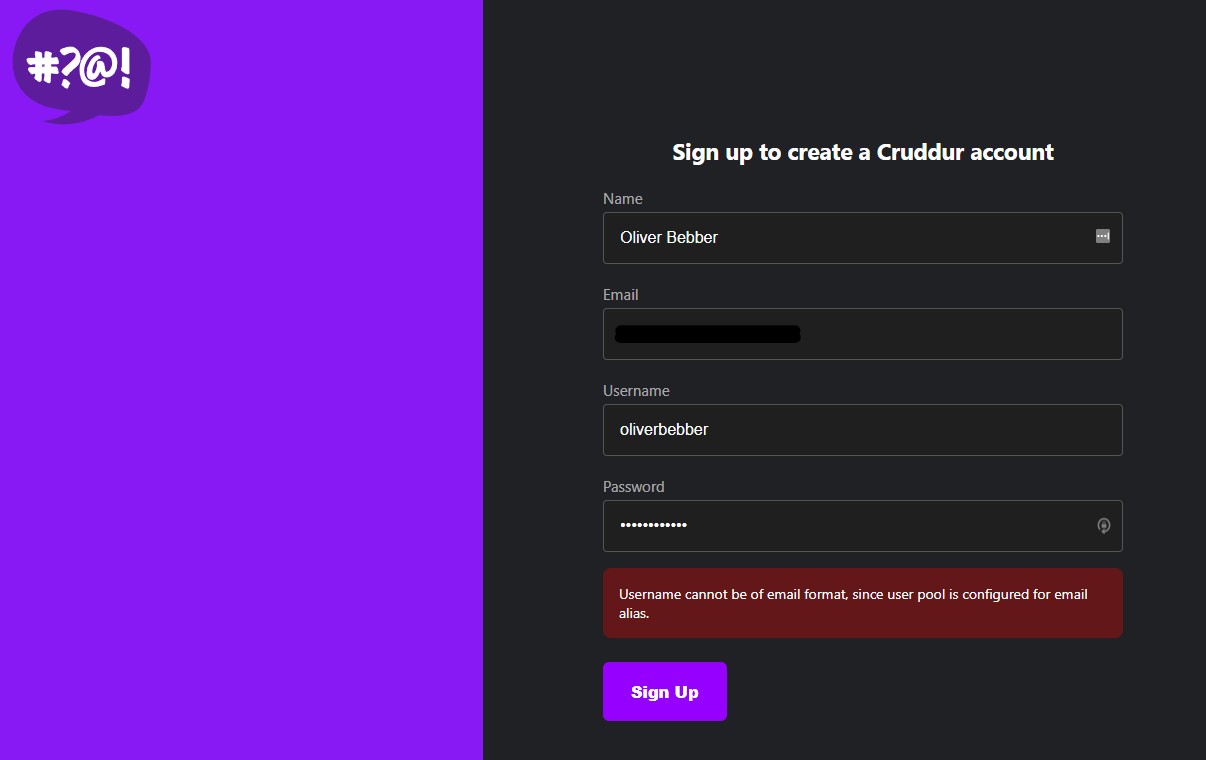 #?@!
Sign up to create a Cruddur account
Name
Oliver Bebber
Email
Username
oliverbebber
Password
••••••••••••
Username cannot be of email format, since user pool is configured for email
alias.
Sign Up